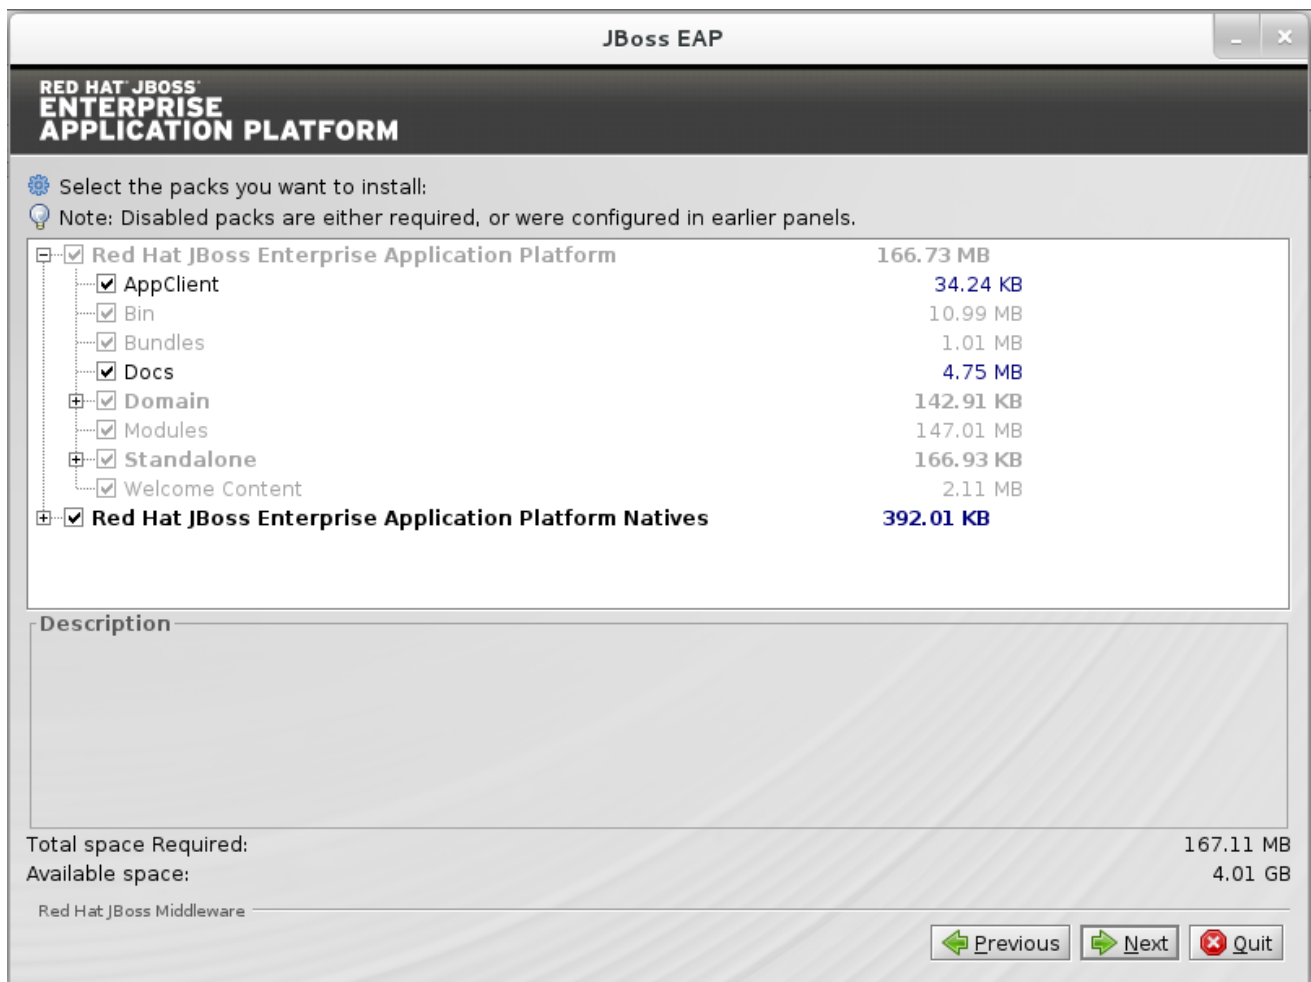 JBoss EAP
RED HAT JBOSS
ENTERPRISE
APPLICATION PLATFORM
Select the packs you want to install:
Note: Disabled packs are either required, or were configured in earlier panels.
Red Hat JBoss Enterprise Application Platform 166.73 MB
AppClient 34.24 KB
Bin 10.99 MB
Bundles 1.01 MB
Docs 4.75 MB
Domain 142.91 KB
Modules 147.01 MB
Standalone 166.93 KB
Welcome Content 2.11 MB
Red Hat JBoss Enterprise Application Platform Natives 392.01 KB
Description
Total space Required: 167.11 MB
Available space: 4.01 GB
Red Hat JBoss Middleware
Previous Next Quit